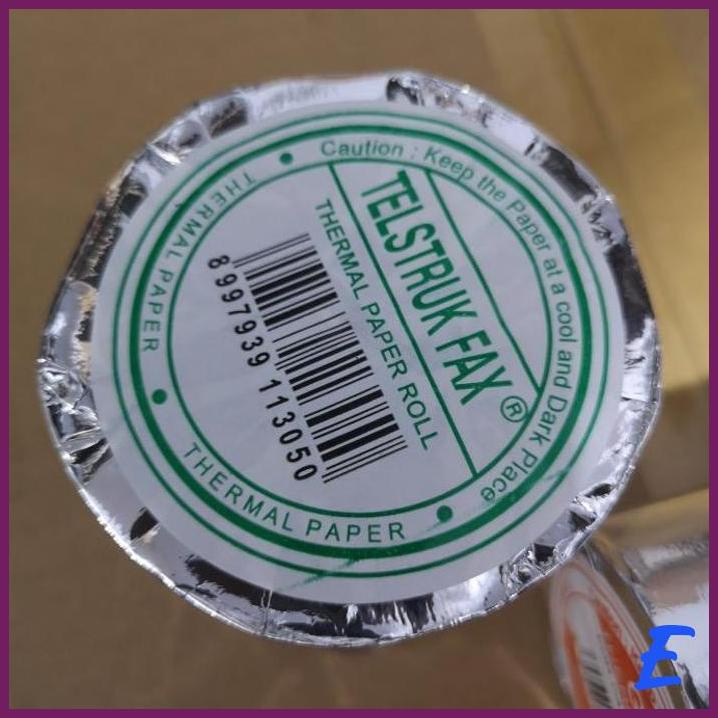 Caution : Keep the Paper at a cool and Dark Place
TELSTRUK FAX ®
THERMAL PAPER ROLL
8 997939 113050
THERMAL PAPER
THERMAL PAPER
E